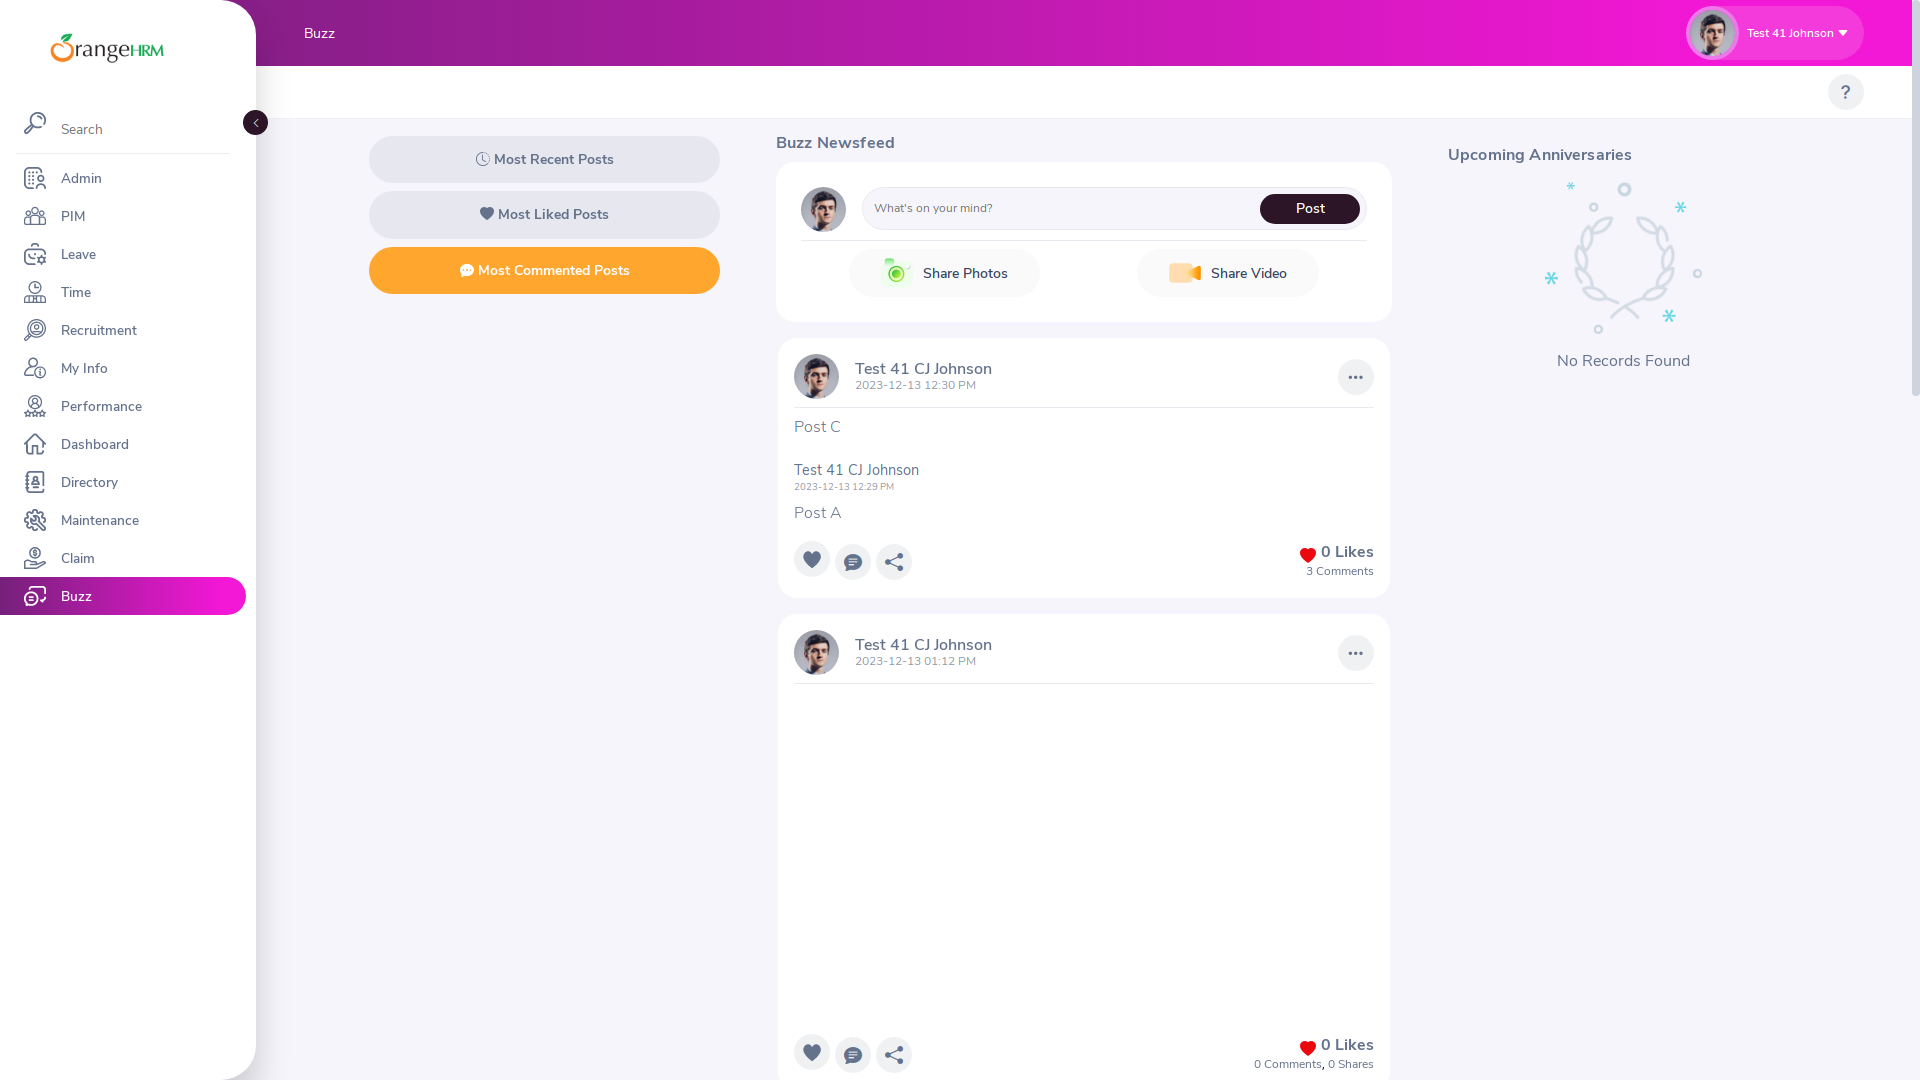 OrangeHRM
Search
Admin
PIM
Leave
Time
Recruitment
My Info
Performance
Dashboard
Directory
Maintenance
Claim
Buzz
Buzz
Test 41 Johnson
?
Most Recent Posts
Most Liked Posts
Most Commented Posts
Buzz Newsfeed
What's on your mind?
Post
Share Photos
Share Video
Test 41 CJ Johnson
2023-12-13 12:30 PM
Post C
Test 41 CJ Johnson
2023-12-13 12:29 PM
Post A
0 Likes
3 Comments
Test 41 CJ Johnson
2023-12-13 01:12 PM
0 Likes
0 Comments, 0 Shares
Upcoming Anniversaries
No Records Found